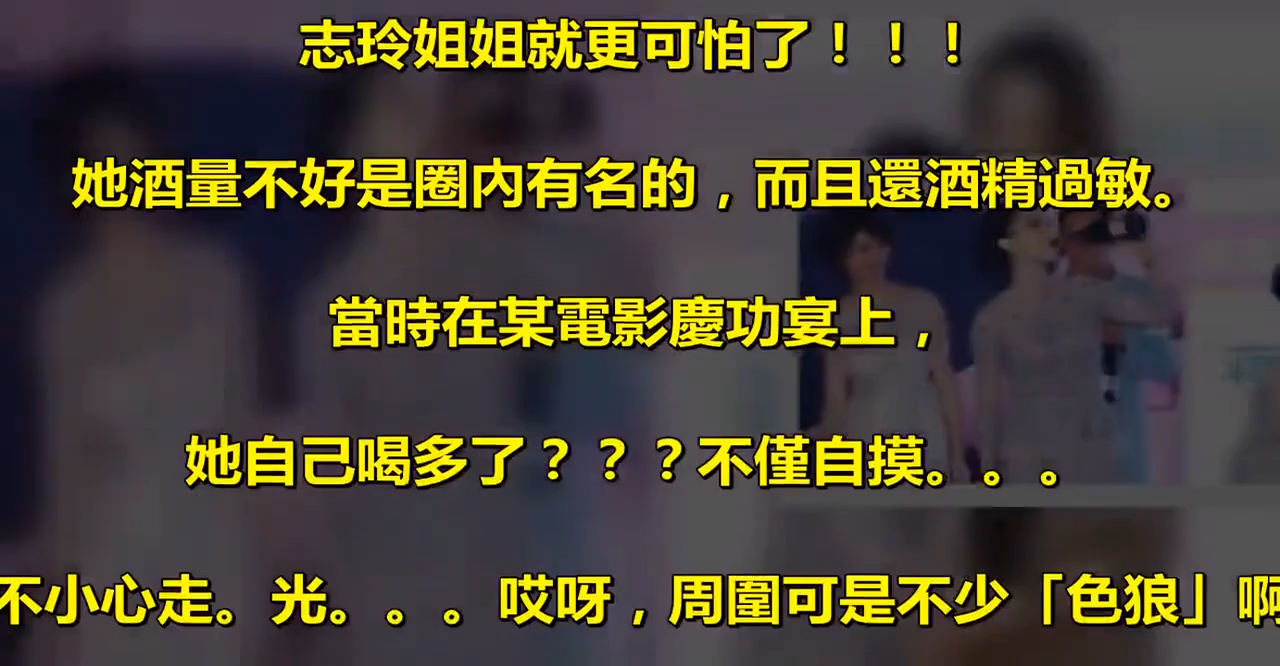 志玲姐姐就更可怕了！！！
她酒量不好是圈內有名的，而且還酒精過敏。
當時在某電影慶功宴上，
她自己喝多了？？？不僅自摸。。。
不小心走。光。。。哎呀，周圍可是不少「色狼」啊